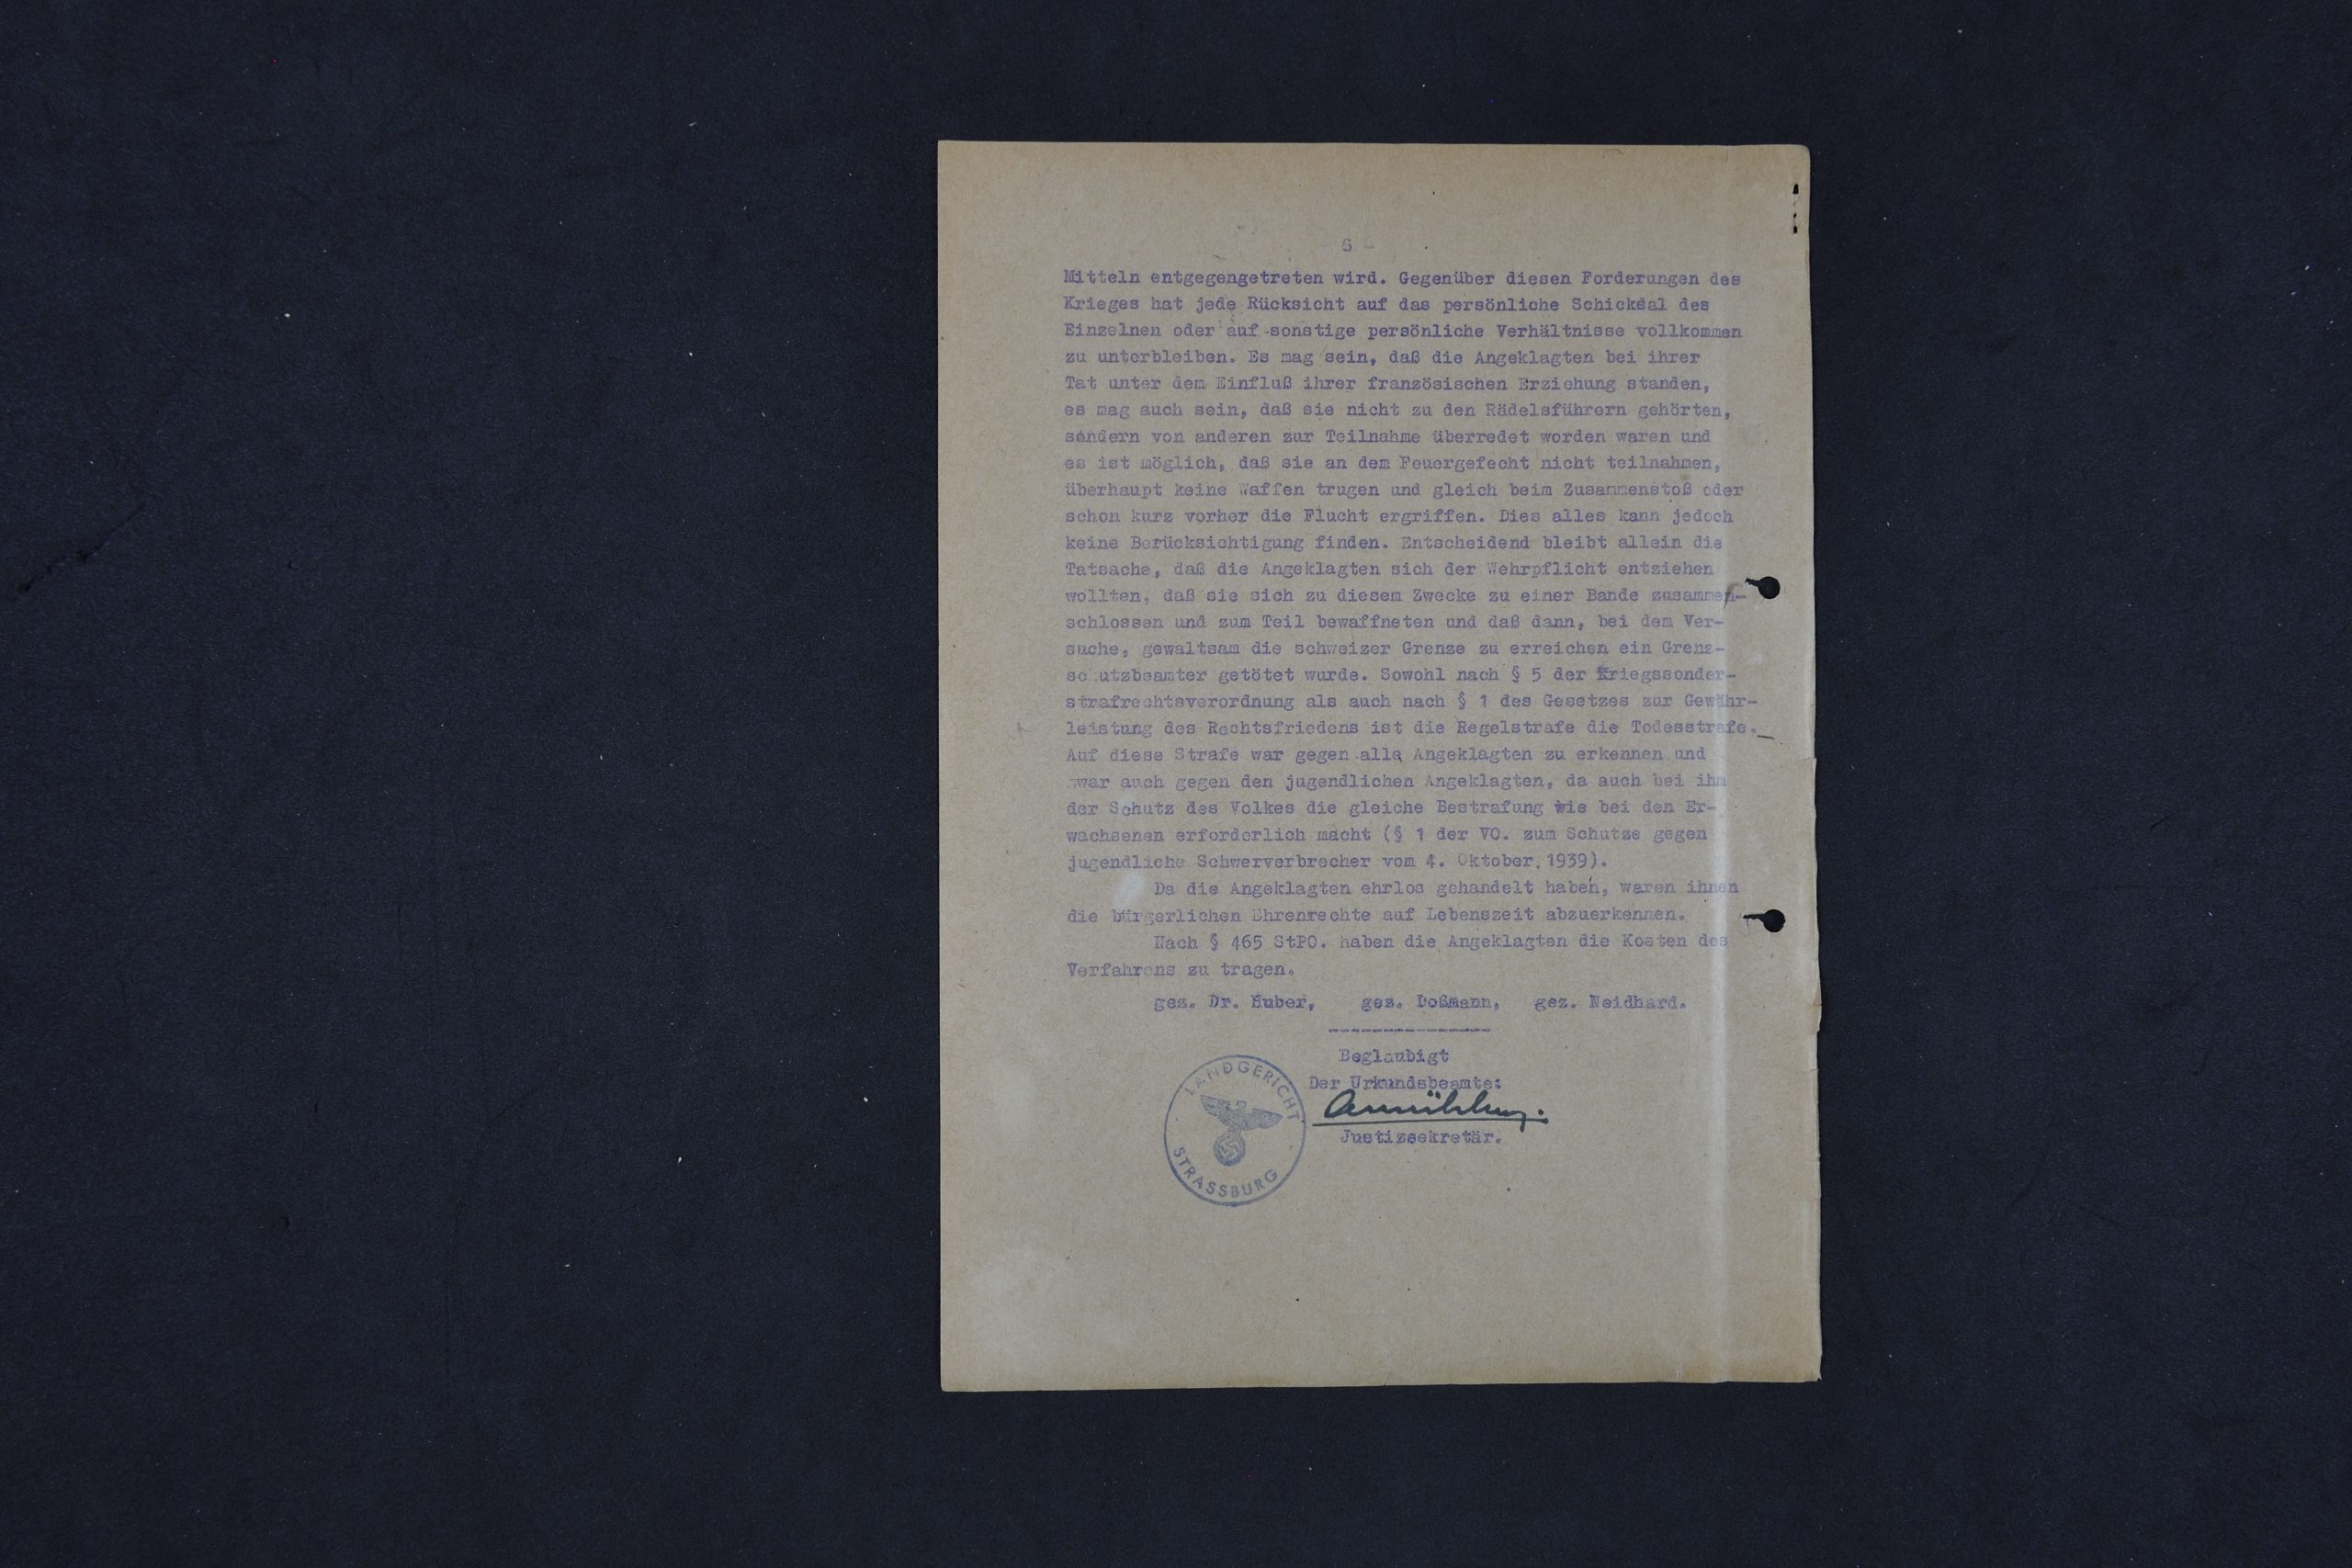 6 -
Mitteln entgegengetreten wird. Gegenüber diesen Forderungen des
Krieges hat jede Rücksicht auf das persönliche Schicksal des
Einzelnen oder auf sonstige persönliche Verhältnisse vollkommen
zu unterbleiben. Es mag sein, daß die Angeklagten bei ihrer
Tat unter dem Einfluß ihrer französischen Erziehung standen,
es mag auch sein, daß sie nicht zu den Rädelsführern gehörten,
sondern von anderen zur Teilnahme überredet worden waren und
es ist möglich, daß sie an dem Feuergefecht nicht teilnahmen,
überhaupt keine Waffen trugen und gleich beim Zusammenstoß oder
schon kurz vorher die Flucht ergriffen. Dies alles kann jedoch
keine Berücksichtigung finden. Entscheidend bleibt allein die
Tatsache, daß die Angeklagten sich der Wehrpflicht entziehen
wollten, daß sie sich zu diesem Zwecke zu einer Bande zusammen-
schlossen und zum Teil bewaffneten und daß dann, bei dem Ver-
suche, gewaltsam die schweizer Grenze zu erreichen ein Grenz-
schutzbeamter getötet wurde. Sowohl nach § 5 der Kriegssonder-
strafrechtsverordnung als auch nach § 1 des Gesetzes zur Gewähr-
leistung des Rechtsfriedens ist die Regelstrafe die Todesstrafe.
Auf diese Strafe war gegen alle Angeklagten zu erkennen und
zwar auch gegen den jugendlichen Angeklagten, da auch bei ihm
der Schutz des Volkes die gleiche Bestrafung wie bei den Er-
wachsenen erforderlich macht (§ 1 der VO. zum Schutze gegen
jugendliche Schwerverbrecher vom 4. Oktober 1939).
Da die Angeklagten ehrlos gehandelt haben, waren ihnen
die bürgerlichen Ehrenrechte auf Lebenszeit abzuerkennen.
Nach § 465 StPO. haben die Angeklagten die Kosten des
Verfahrens zu tragen.
gez. Dr. Huber, gez. Loßmann, gez. Neidhard.
Beglaubigt
Der Urkundsbeamte:
Justizsekretär.
LANDGERICHT
STRASSBURG